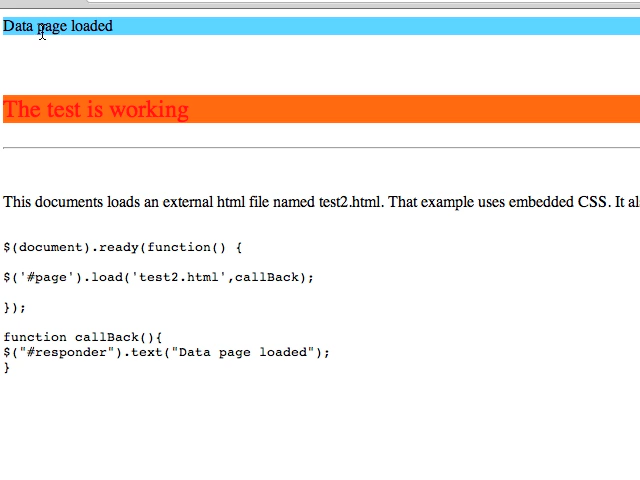 Data page loaded
The test is working
This documents loads an external html file named test2.html. That example uses embedded CSS. It al
$(document).ready(function() {
$('#page').load('test2.html',callBack);
});
function callBack(){
$("#responder").text("Data page loaded");
}